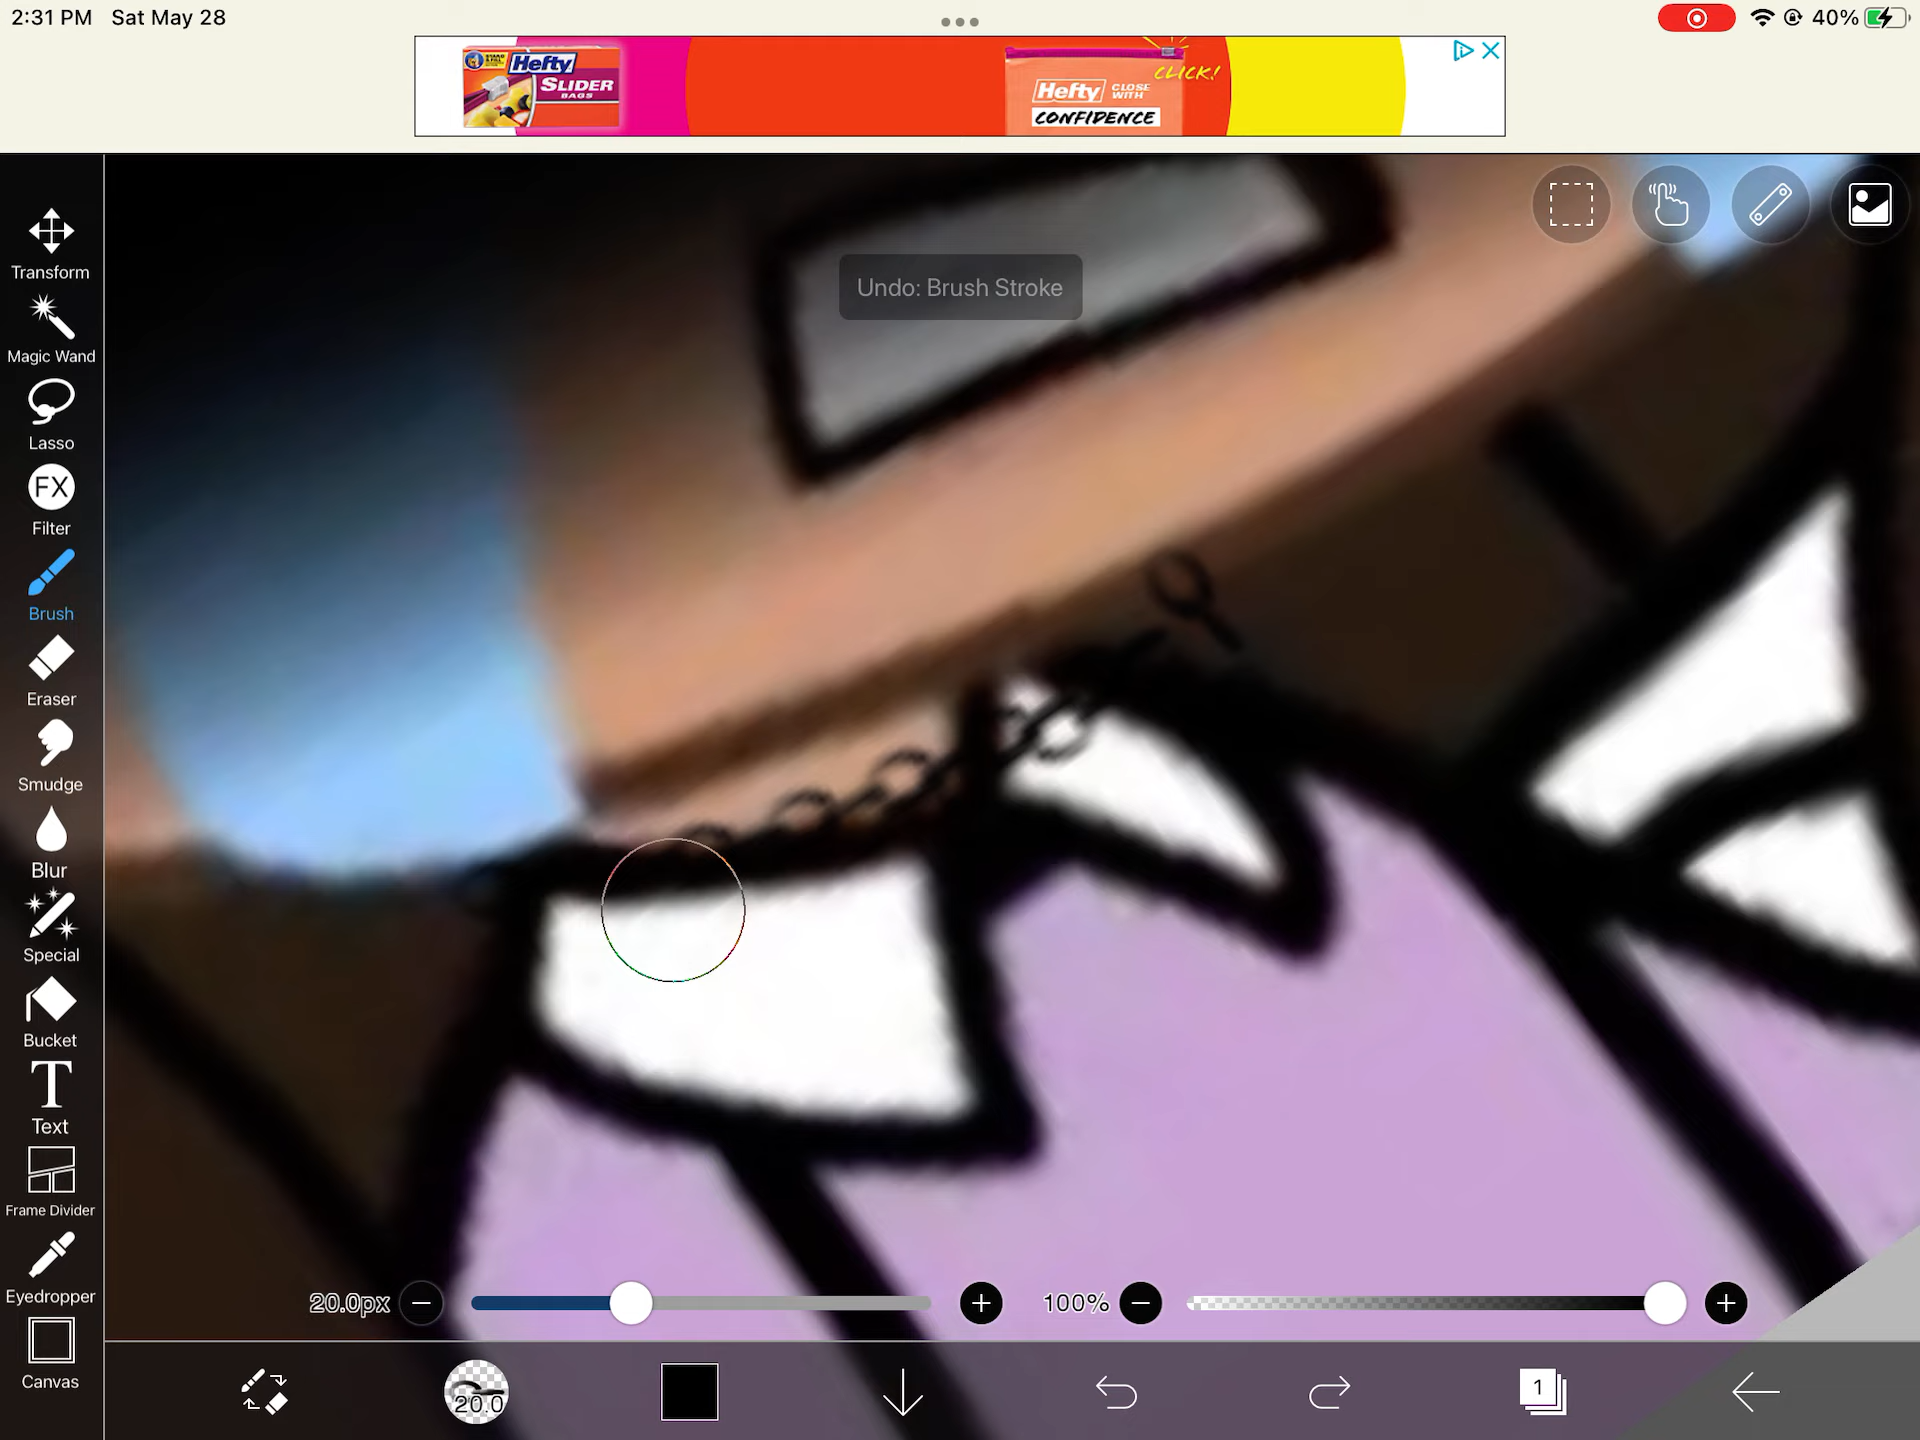 2:31 PM Sat May 28
40%
Hefty
SLIDER
BAGS
CLICK!
Hefty CLOSE WITH
CONFIDENCE
Undo: Brush Stroke
Transform
Magic Wand
Lasso
FX
Filter
Brush
Eraser
Smudge
Blur
Special
Bucket
T
Text
Frame Divider
Eyedropper
Canvas
20.0px
100%
20.0
1